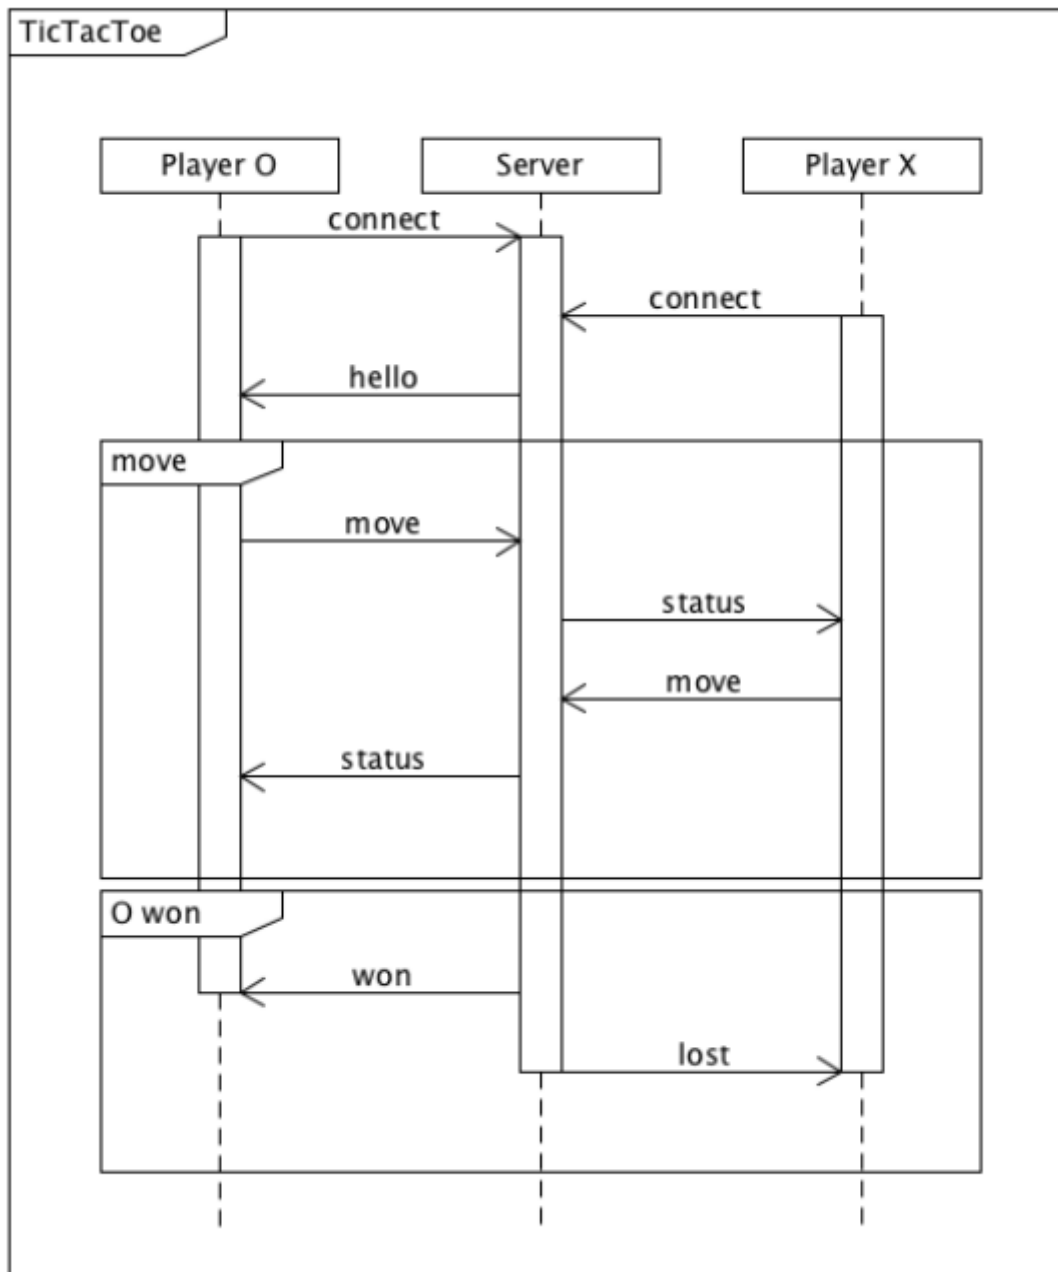 TicTacToe
Player O
Server
Player X
connect
connect
hello
move
move
status
move
status
O won
won
lost